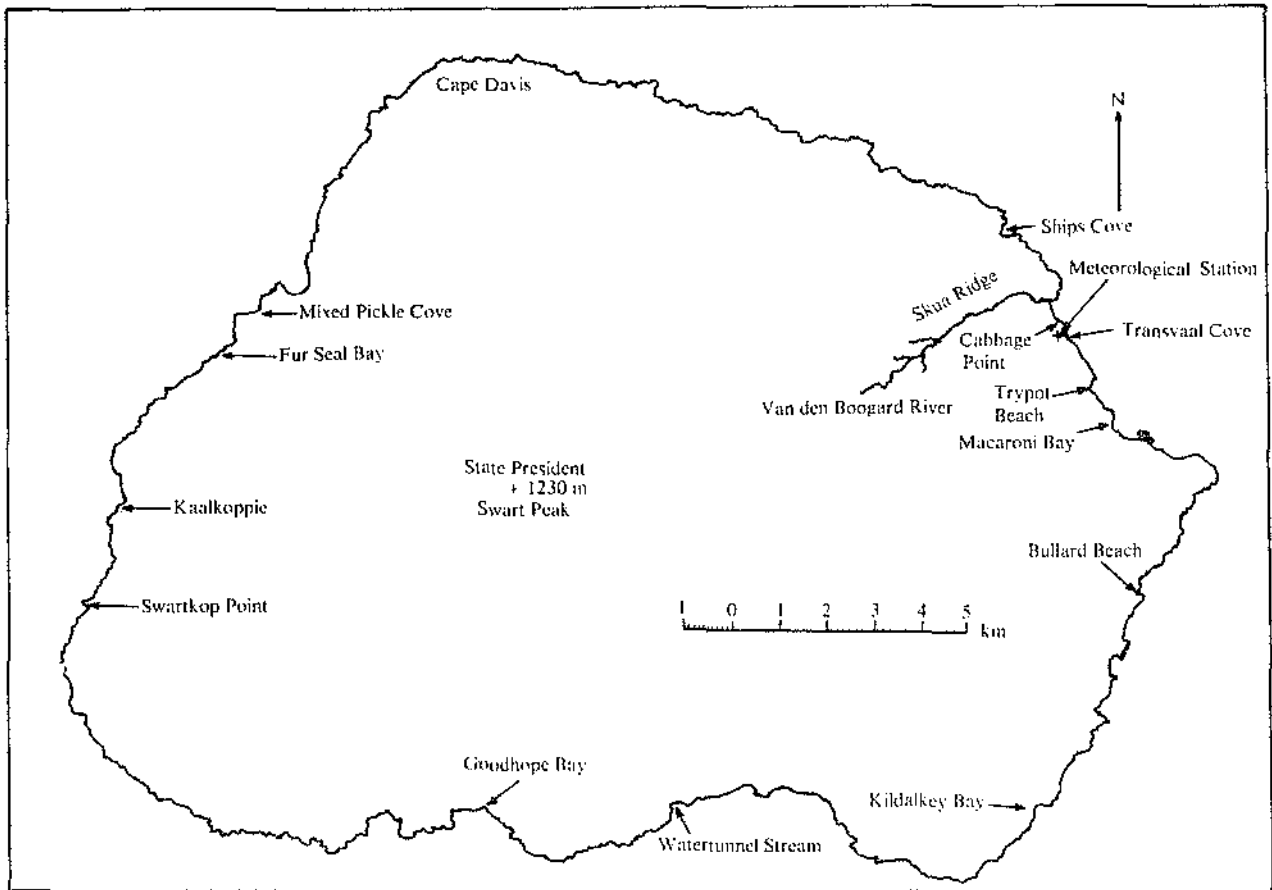 Cape Davis
N
Ships Cove
Meteorological Station
Skua Ridge
Mixed Pickle Cove
Transvaal Cove
Cabbage
Point
Fur Seal Bay
Trypot
Beach
Van den Boogard River
Macaroni Bay
State President
+ 1230 m
Swart Peak
Kaalkoppie
Bullard Beach
Swartkop Point
1 0 1 2 3 4 5
km
Goodhope Bay
Kildalkey Bay
Watertunnel Stream